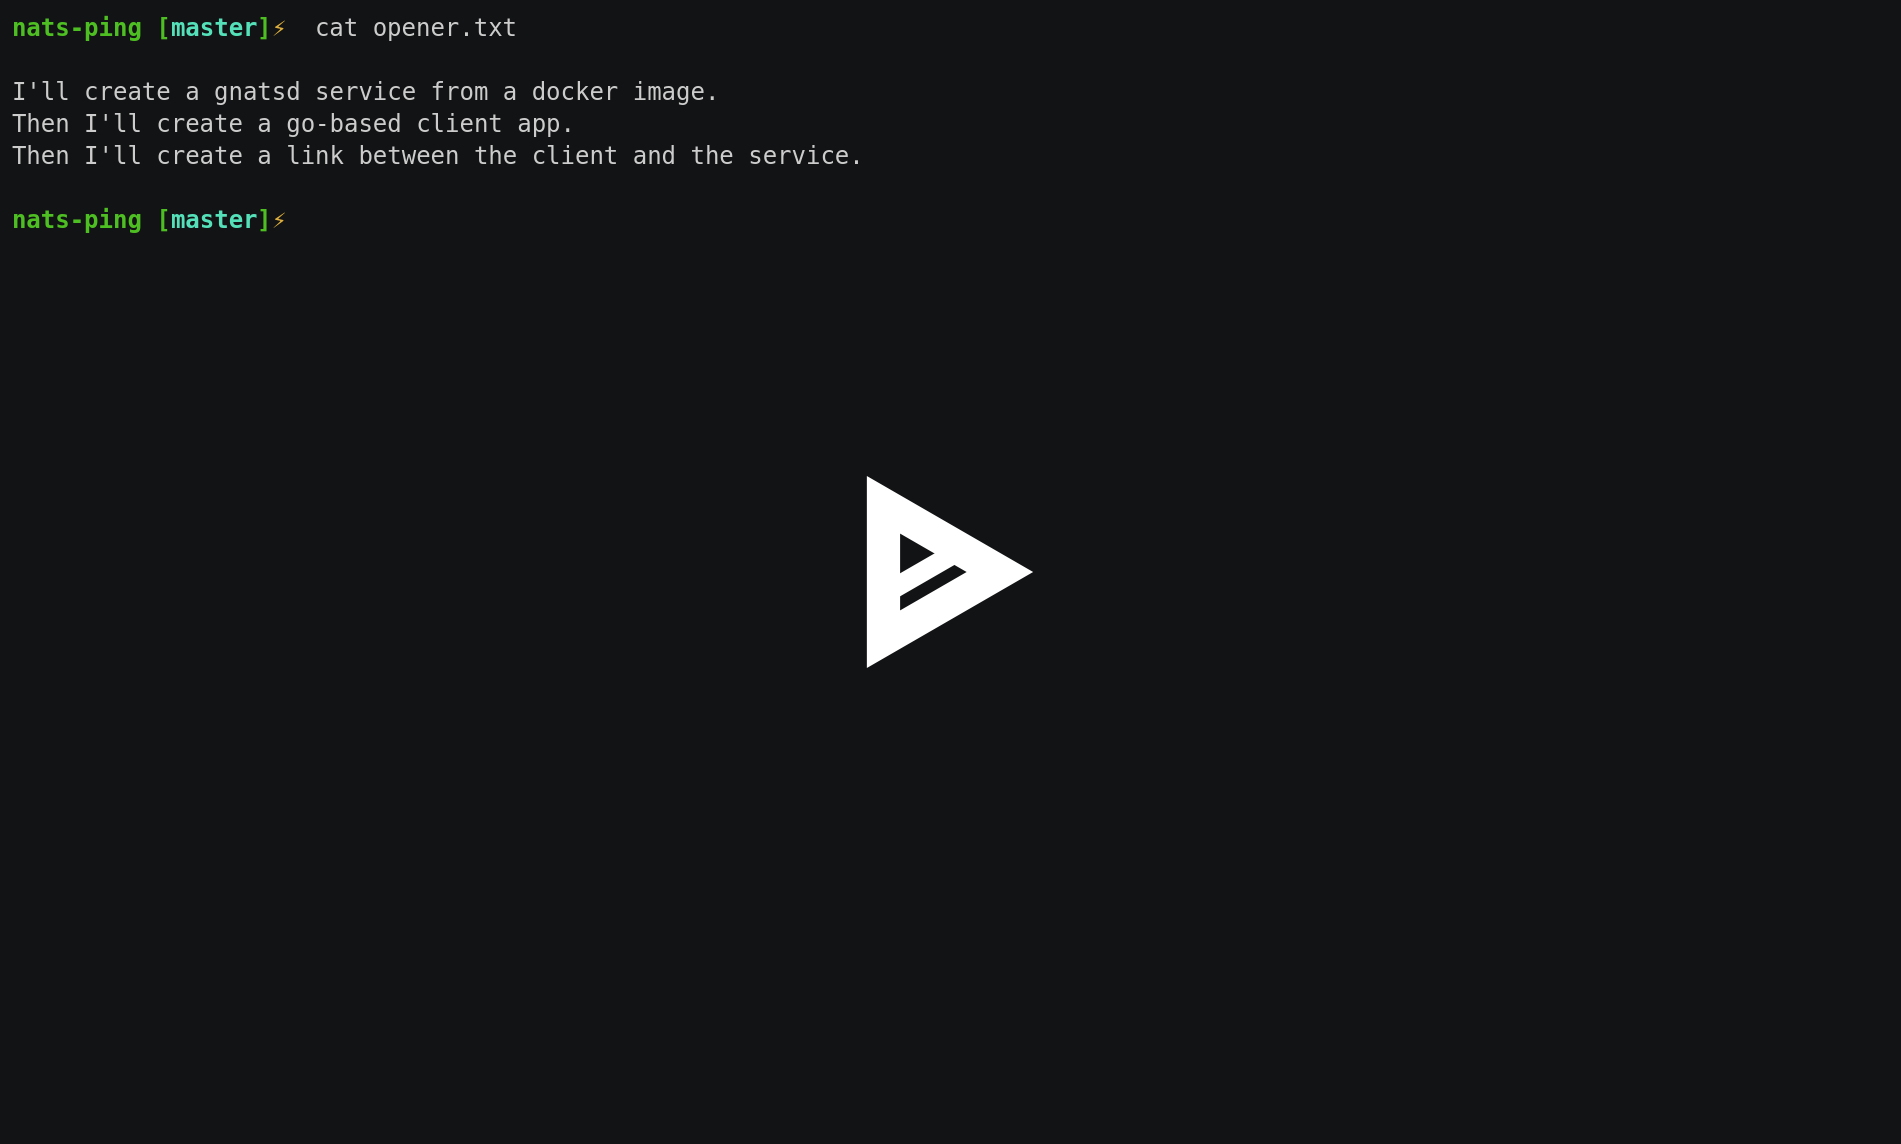 nats-ping [master]⚡  cat opener.txt
I'll create a gnatsd service from a docker image.
Then I'll create a go-based client app.
Then I'll create a link between the client and the service.
nats-ping [master]⚡